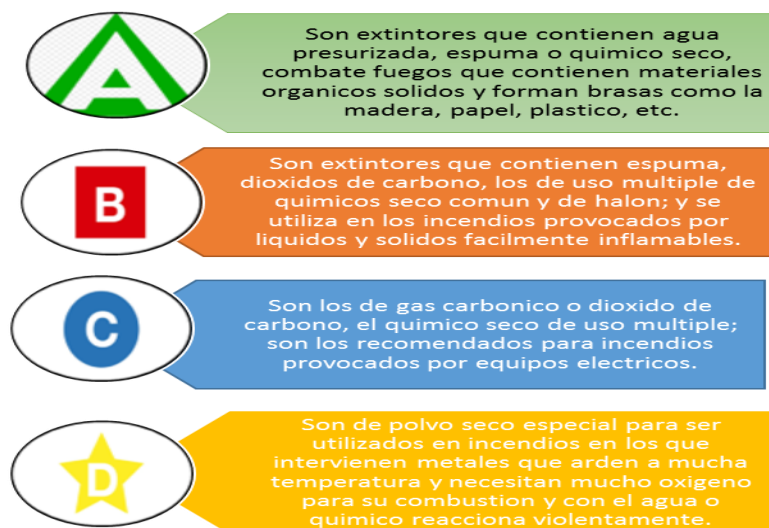 A
Son extintores que contienen agua
presurizada, espuma o quimico seco,
combate fuegos que contienen materiales
organicos solidos y forman brasas como la
madera, papel, plastico, etc.
B
Son extintores que contienen espuma,
dioxidos de carbono, los de uso multiple de
quimicos seco comun y de halon; y se
utiliza en los incendios provocados por
liquidos y solidos facilmente inflamables.
C
Son los de gas carbonico o dioxido de
carbono, el quimico seco de uso multiple;
son los recomendados para incendios
provocados por equipos electricos.
D
Son de polvo seco especial para ser
utilizados en incendios en los que
intervienen metales que arden a mucha
temperatura y necesitan mucho oxigeno
para su combustion y con el agua o
quimico reacciona violentamente.